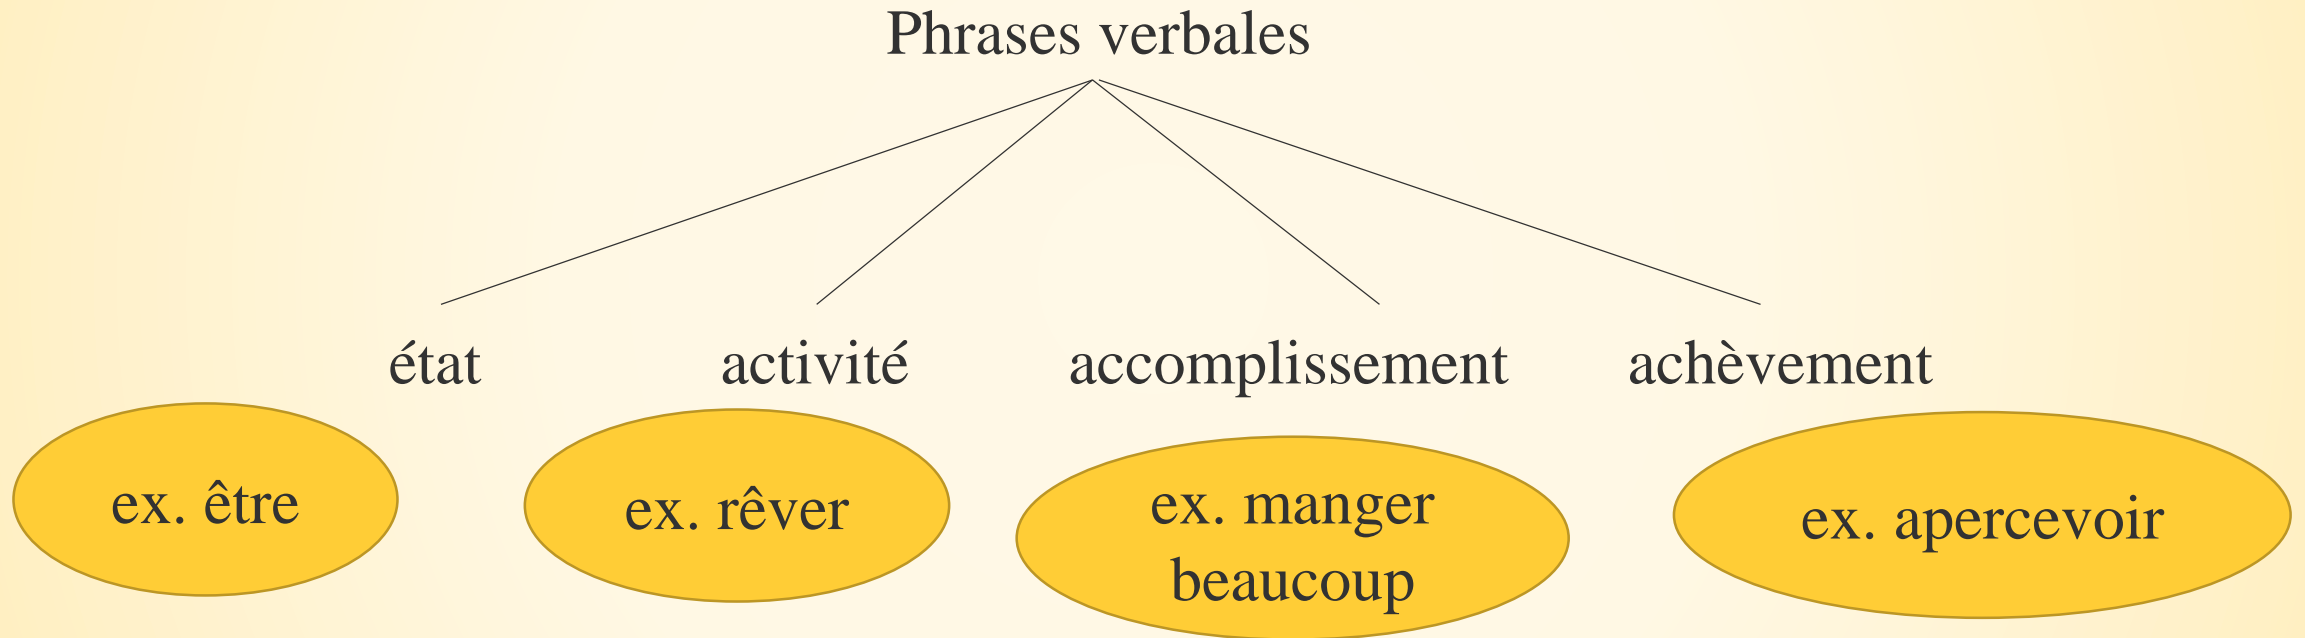 Phrases verbales
état
activité
accomplissement
achèvement
ex. être
ex. rêver
ex. manger
beaucoup
ex. apercevoir